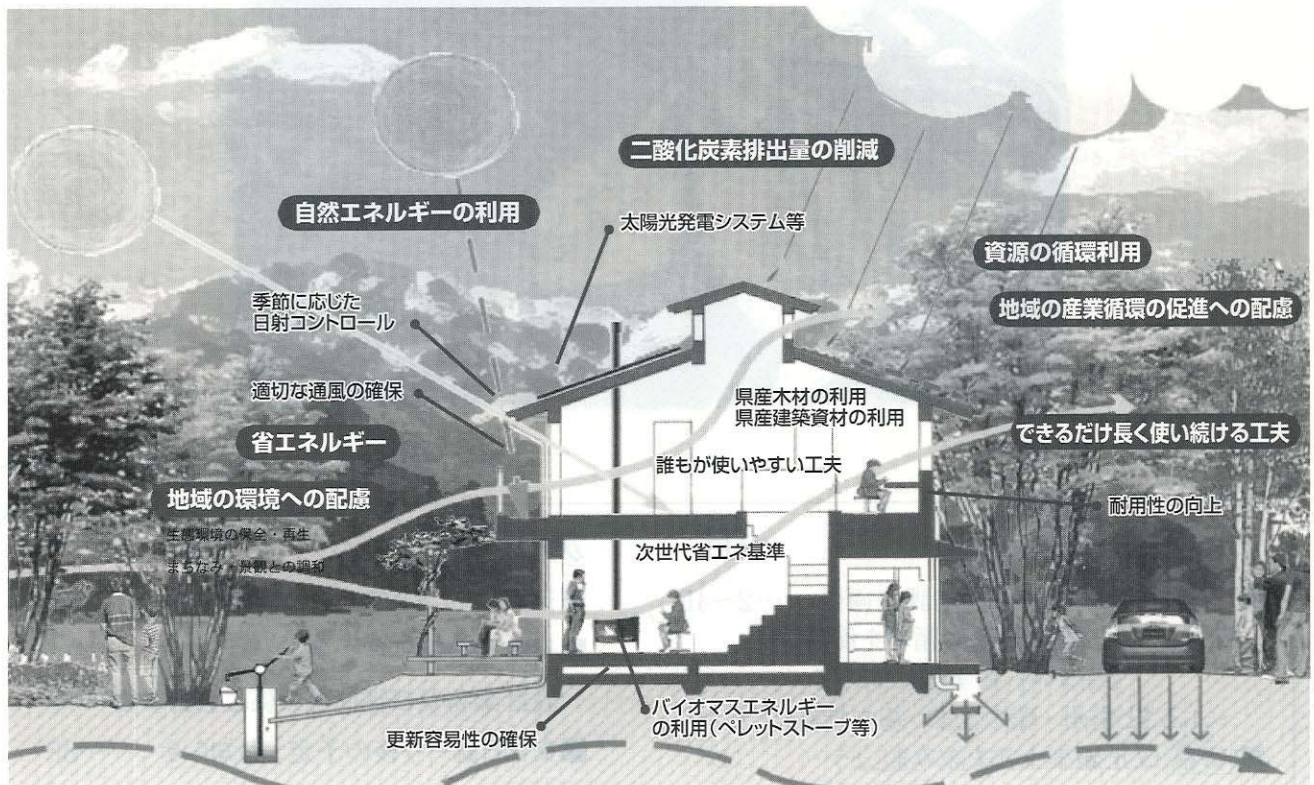 二酸化炭素排出量の削減
自然エネルギーの利用
太陽光発電システム等
資源の循環利用
季節に応じた
日射コントロール
地域の産業循環の促進への配慮
適切な通風の確保
県産木材の利用
県産建築資材の利用
省エネルギー
できるだけ長く使い続ける工夫
誰もが使いやすい工夫
地域の環境への配慮
耐用性の向上
生態環境の保全・再生
次世代省エネ基準
まちなみ・景観との調和
バイオマスエネルギー
の利用(ペレットストーブ等)
更新容易性の確保